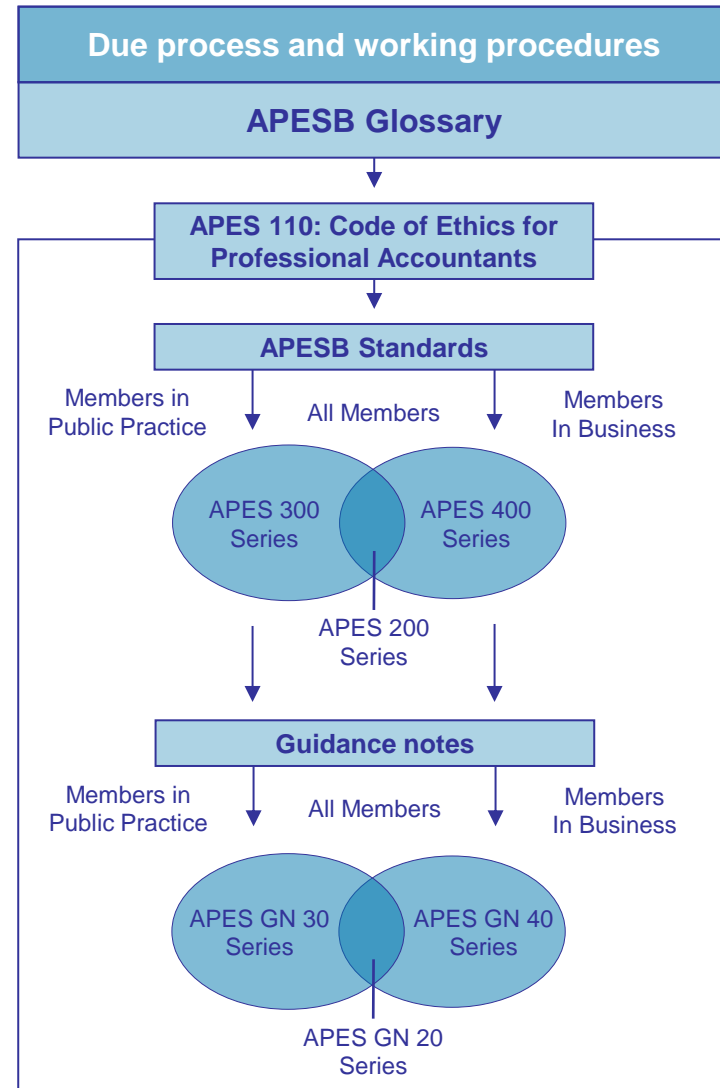 Due process and working procedures
APESB Glossary
APES 110: Code of Ethics for
Professional Accountants
APESB Standards
Members in
Public Practice
All Members
Members
In Business
APES 300
Series
APES 400
Series
APES 200
Series
Guidance notes
Members in
Public Practice
All Members
Members
In Business
APES GN 30
Series
APES GN 40
Series
APES GN 20
Series